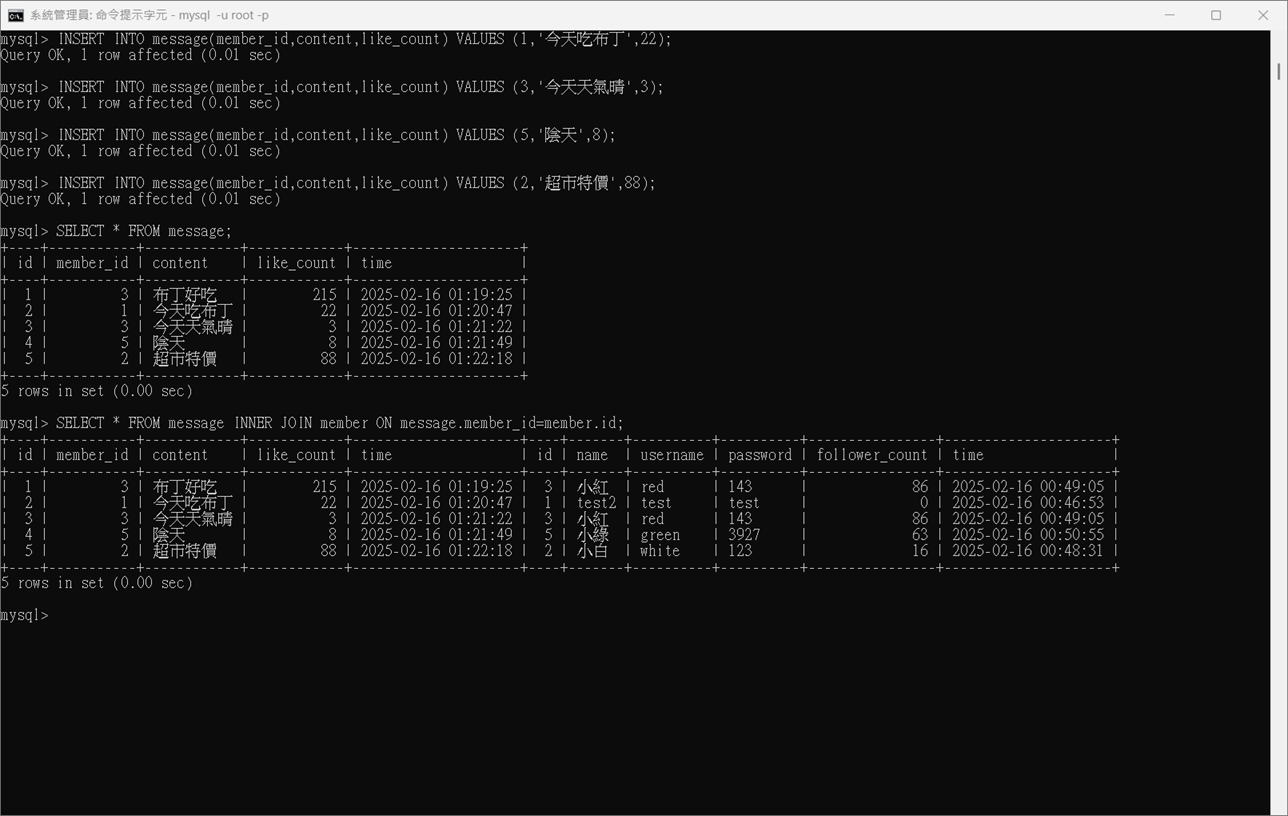 系統管理員: 命令提示字元 - mysql  -u root -p
mysql> INSERT INTO message(member_id,content,like_count) VALUES (1,'今天吃布丁',22);
Query OK, 1 row affected (0.01 sec)
mysql> INSERT INTO message(member_id,content,like_count) VALUES (3,'今天天氣晴',3);
Query OK, 1 row affected (0.01 sec)
mysql> INSERT INTO message(member_id,content,like_count) VALUES (5,'陰天',8);
Query OK, 1 row affected (0.01 sec)
mysql> INSERT INTO message(member_id,content,like_count) VALUES (2,'超市特價',88);
Query OK, 1 row affected (0.01 sec)
mysql> SELECT * FROM message;
+----+-----------+------------+------------+---------------------+
| id | member_id | content    | like_count | time                |
+----+-----------+------------+------------+---------------------+
|  1 |         3 | 布丁好吃   |        215 | 2025-02-16 01:19:25 |
|  2 |         1 | 今天吃布丁 |         22 | 2025-02-16 01:20:47 |
|  3 |         3 | 今天天氣晴 |          3 | 2025-02-16 01:21:22 |
|  4 |         5 | 陰天       |          8 | 2025-02-16 01:21:49 |
|  5 |         2 | 超市特價   |         88 | 2025-02-16 01:22:18 |
+----+-----------+------------+------------+---------------------+
5 rows in set (0.00 sec)
mysql> SELECT * FROM message INNER JOIN member ON message.member_id=member.id;
+----+-----------+------------+------------+---------------------+----+-------+----------+----------+----------------+---------------------+
| id | member_id | content    | like_count | time                | id | name  | username | password | follower_count | time                |
+----+-----------+------------+------------+---------------------+----+-------+----------+----------+----------------+---------------------+
|  1 |         3 | 布丁好吃   |        215 | 2025-02-16 01:19:25 |  3 | 小紅  | red      | 143      |             86 | 2025-02-16 00:49:05 |
|  2 |         1 | 今天吃布丁 |         22 | 2025-02-16 01:20:47 |  1 | test2 | test     | test     |              0 | 2025-02-16 00:46:53 |
|  3 |         3 | 今天天氣晴 |          3 | 2025-02-16 01:21:22 |  3 | 小紅  | red      | 143      |             86 | 2025-02-16 00:49:05 |
|  4 |         5 | 陰天       |          8 | 2025-02-16 01:21:49 |  5 | 小綠  | green    | 3927     |             63 | 2025-02-16 00:50:55 |
|  5 |         2 | 超市特價   |         88 | 2025-02-16 01:22:18 |  2 | 小白  | white    | 123      |             16 | 2025-02-16 00:48:31 |
+----+-----------+------------+------------+---------------------+----+-------+----------+----------+----------------+---------------------+
5 rows in set (0.00 sec)
mysql>